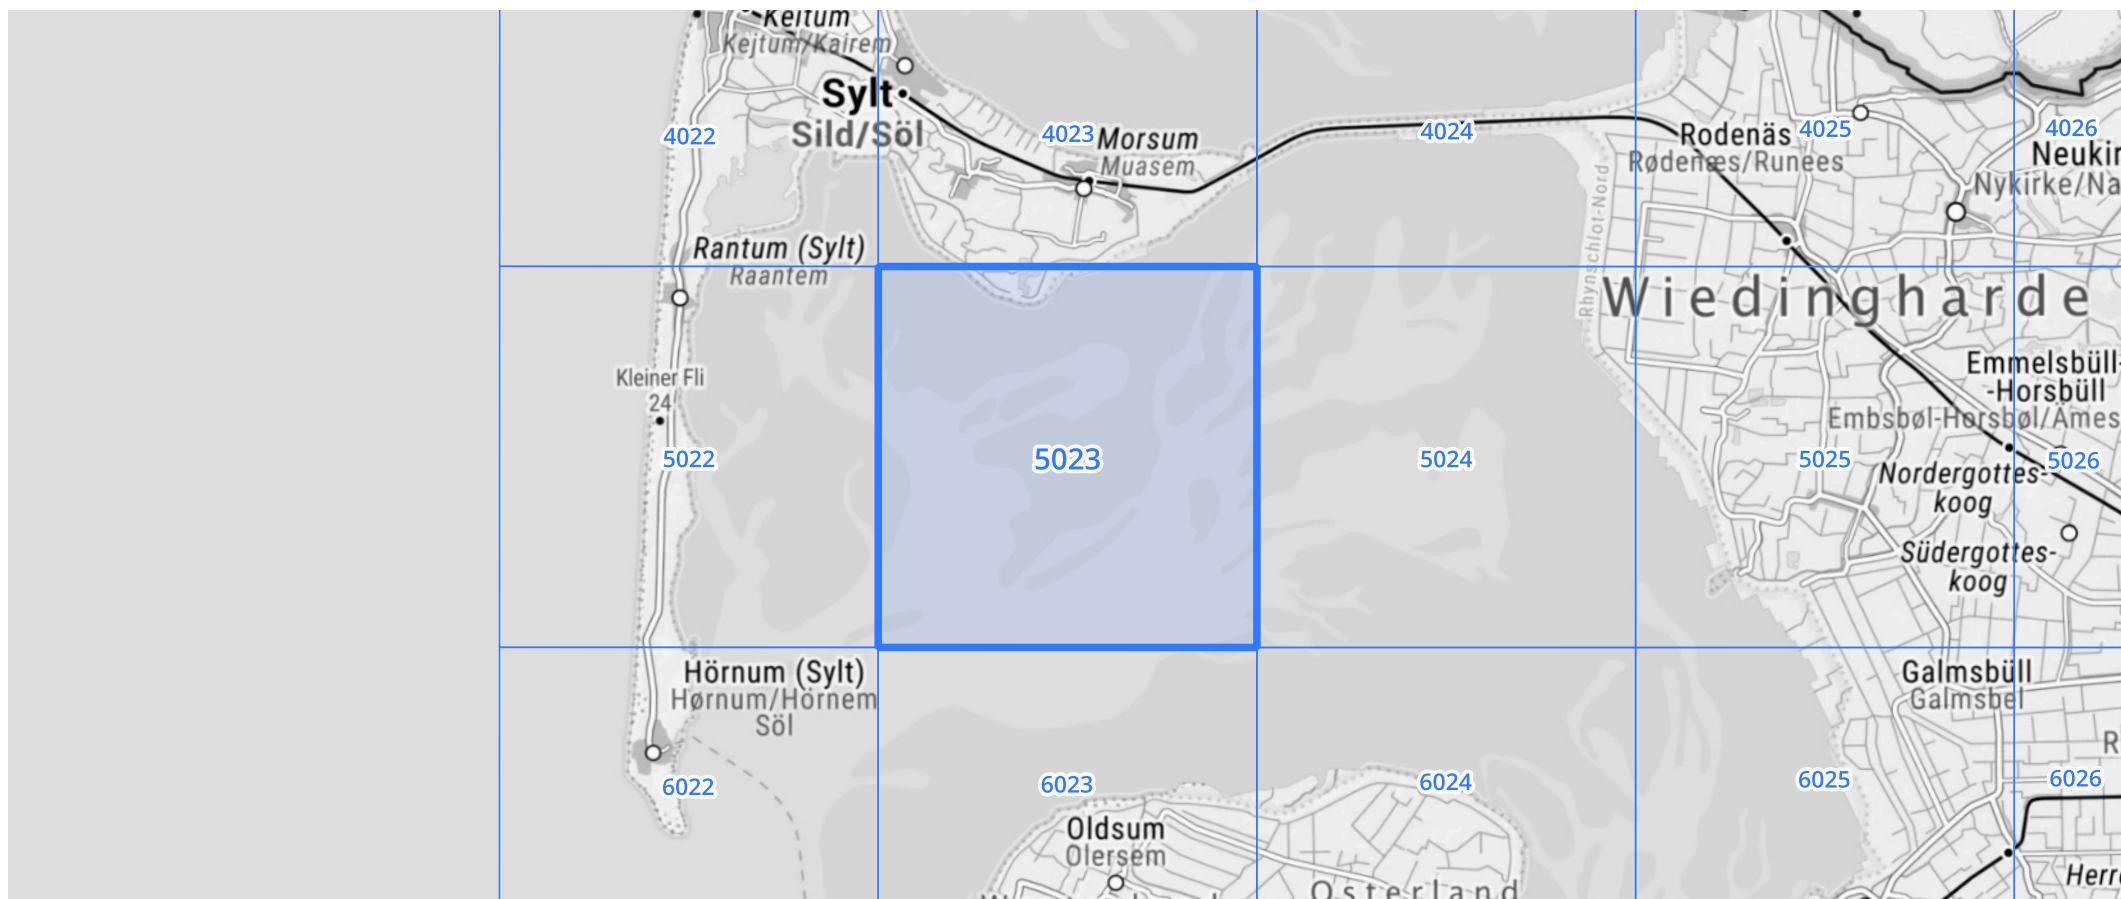 Keitum
Kejtum/Kairem
Sylt
Sild/Söl
4022
4023
Morsum
Muasem
4024
Rodenäs
Rødenæs/Runees
4025
4026
Neukir
Nykirke/Na
Rhynschlot-Nord
Rantum (Sylt)
Raantem
Wiedingharde
Kleiner Fli
24
Emmelsbüll-
-Horsbüll
Embsbøl-Horsbøl/Ämes
5022
5023
5024
5025
5026
Nordergottes-
koog
Südergottes-
koog
Hörnum (Sylt)
Hørnum/Hörnem
Söl
Galmsbüll
Galmsbel
R
6022
6023
6024
6025
6026
Oldsum
Olersem
Osterland
Herr